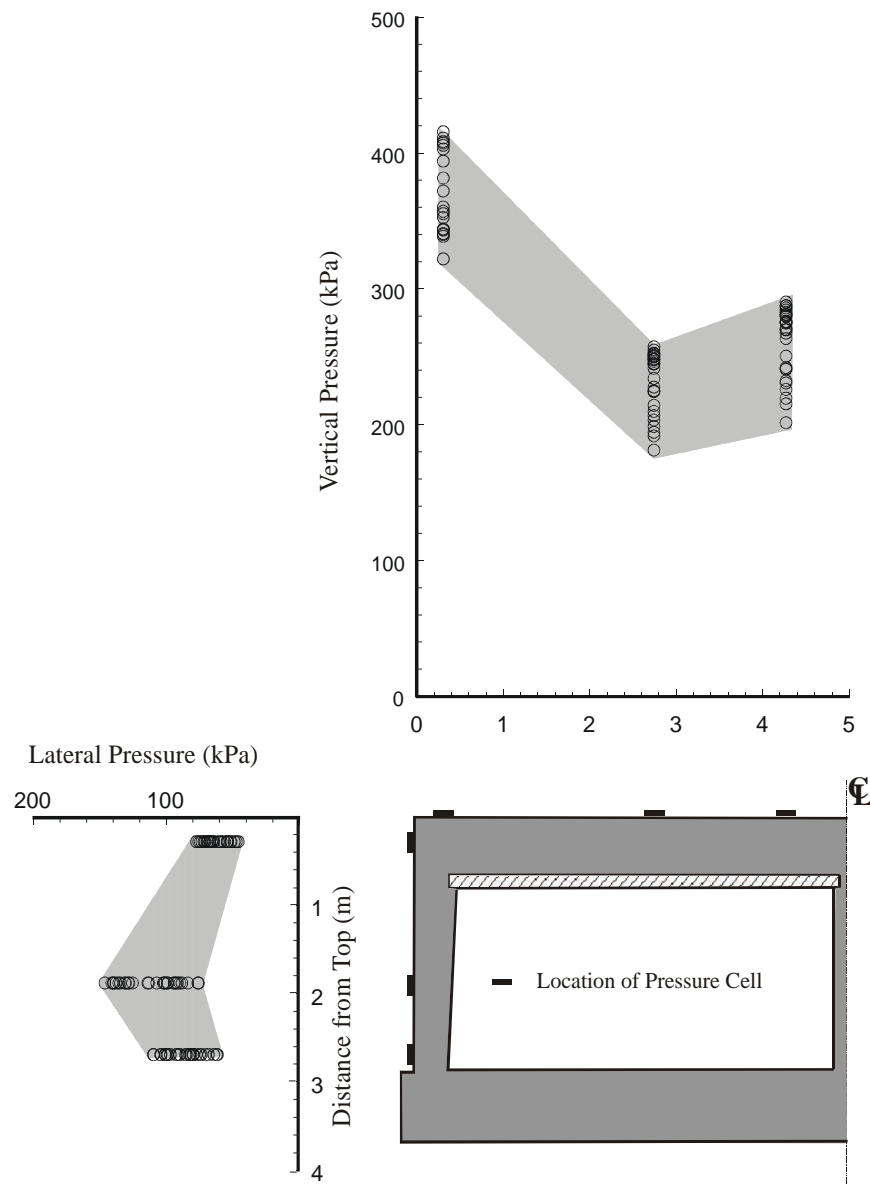 500
400
300
200
100
0
Vertical Pressure (kPa)
0 1 2 3 4 5
Lateral Pressure (kPa)
200 100
1
2
3
4
Distance from Top (m)
℄
Location of Pressure Cell